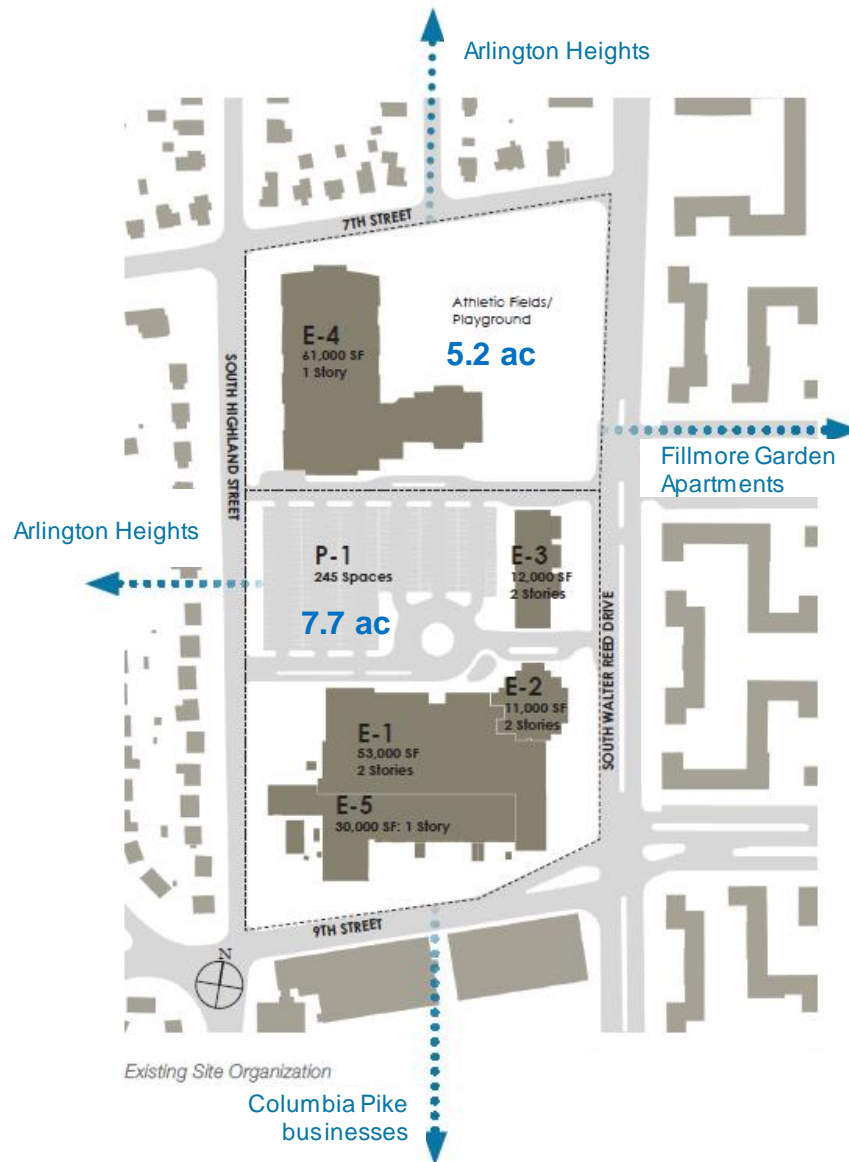 Arlington Heights
7TH STREET
Athletic Fields/
Playground
5.2 ac
E-4
61,000 SF
1 Story
SOUTH HIGHLAND STREET
Fillmore Garden
Apartments
Arlington Heights
P-1
245 Spaces
7.7 ac
E-3
12,000 SF
2 Stories
SOUTH WALTER REED DRIVE
E-2
11,000 SF
2 Stories
E-1
53,000 SF
2 Stories
E-5
30,000 SF: 1 Story
9TH STREET
N
Existing Site Organization
Columbia Pike
businesses